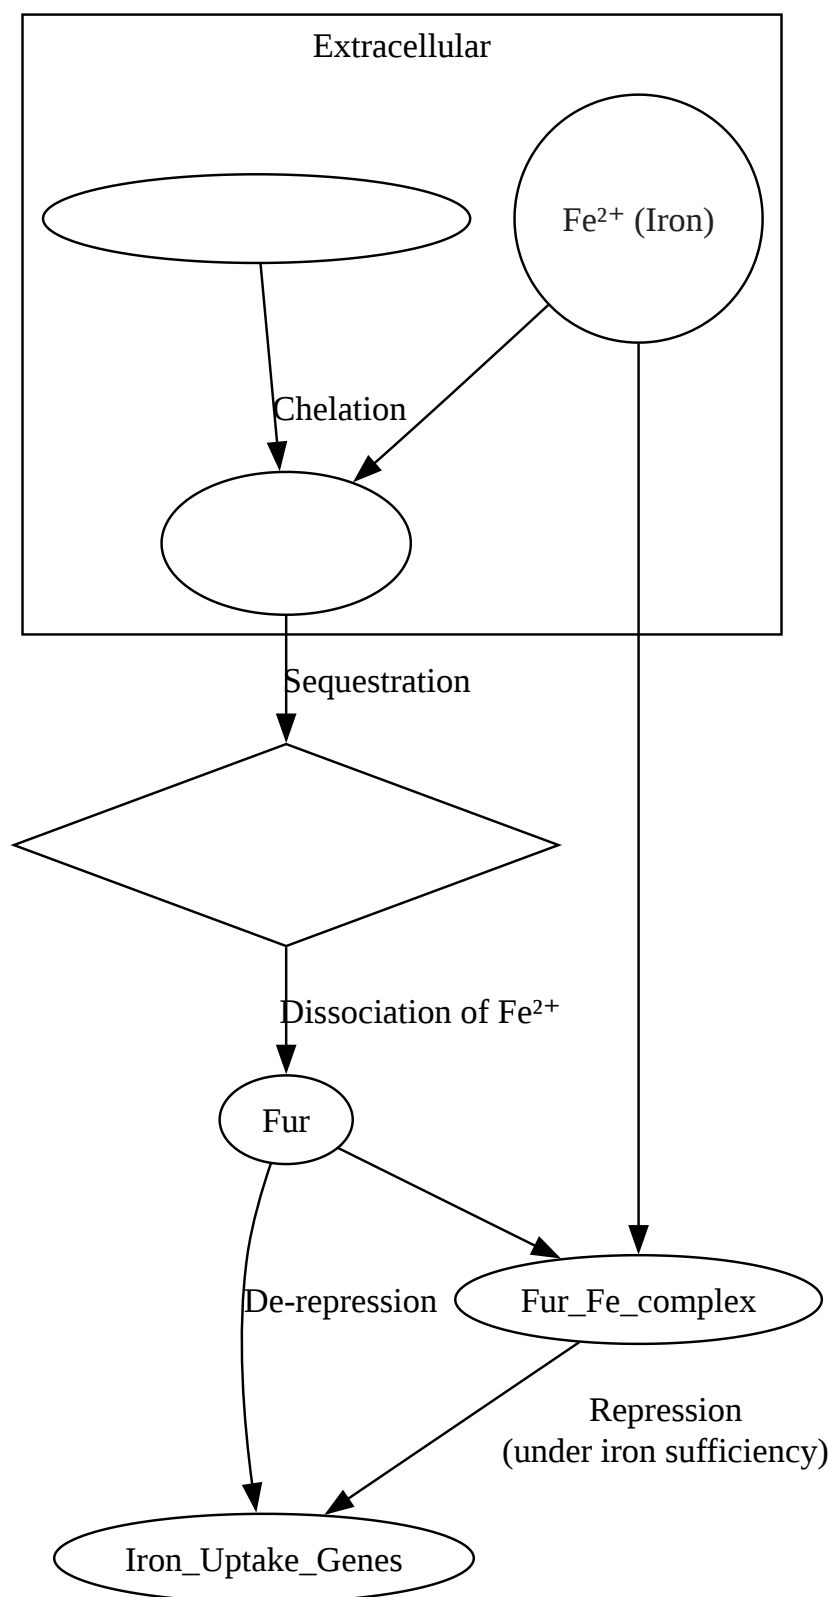 Extracellular
Fe²⁺ (Iron)
Chelation
Sequestration
Dissociation of Fe²⁺
Fur
De-repression
Fur_Fe_complex
Repression
(under iron sufficiency)
Iron_Uptake_Genes